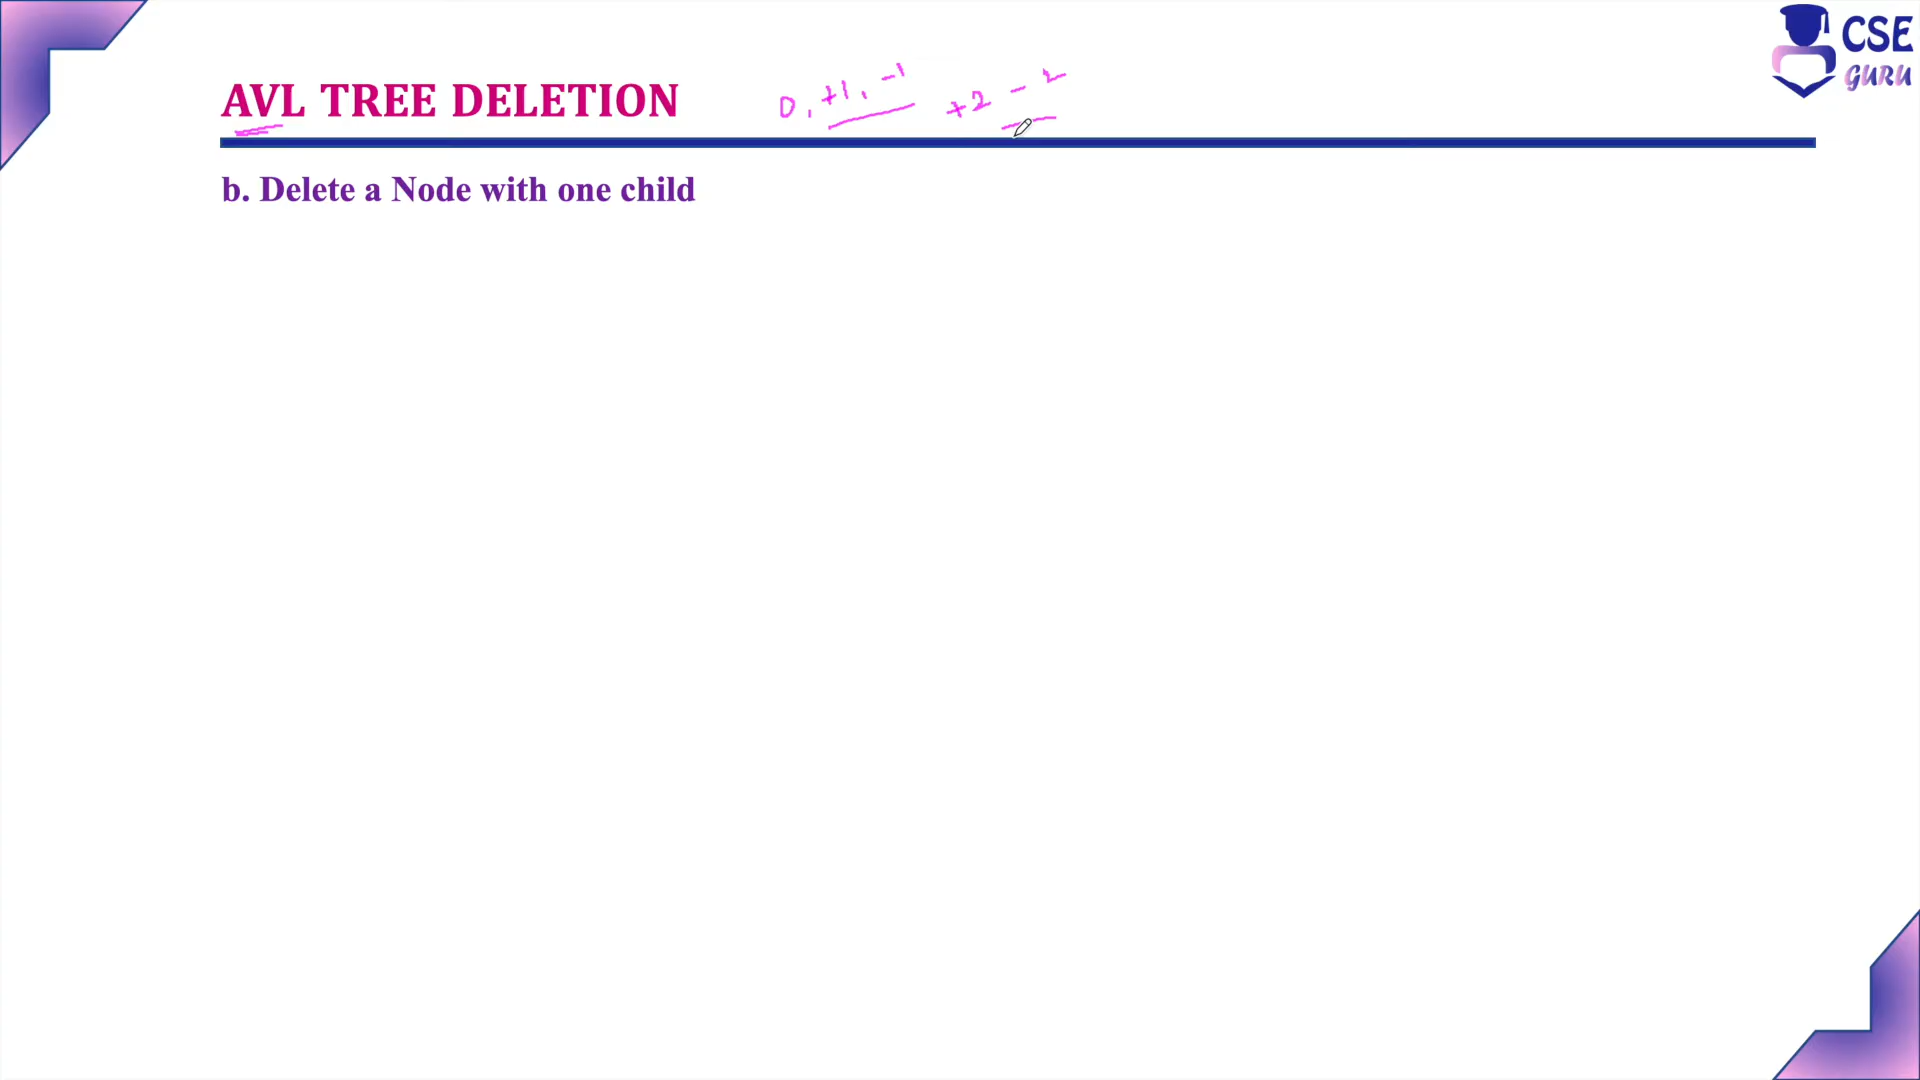 AVL TREE DELETION 0, +1, -1 +2 - 2
b. Delete a Node with one child
CSE
GURU